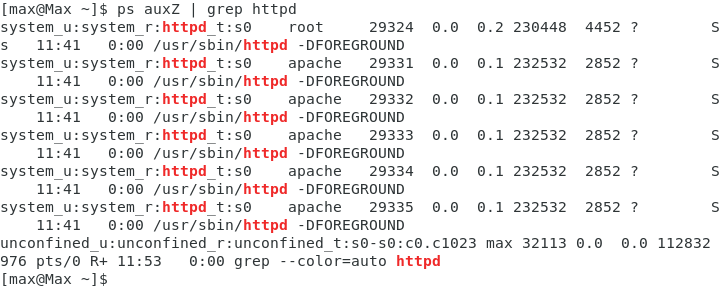 [max@Max ~]$ ps auxZ | grep httpd
system_u:system_r:httpd_t:s0    root     29324  0.0  0.2 230448  4452 ?        S
s   11:41   0:00 /usr/sbin/httpd -DFOREGROUND
system_u:system_r:httpd_t:s0    apache   29331  0.0  0.1 232532  2852 ?        S
    11:41   0:00 /usr/sbin/httpd -DFOREGROUND
system_u:system_r:httpd_t:s0    apache   29332  0.0  0.1 232532  2852 ?        S
    11:41   0:00 /usr/sbin/httpd -DFOREGROUND
system_u:system_r:httpd_t:s0    apache   29333  0.0  0.1 232532  2852 ?        S
    11:41   0:00 /usr/sbin/httpd -DFOREGROUND
system_u:system_r:httpd_t:s0    apache   29334  0.0  0.1 232532  2852 ?        S
    11:41   0:00 /usr/sbin/httpd -DFOREGROUND
system_u:system_r:httpd_t:s0    apache   29335  0.0  0.1 232532  2852 ?        S
    11:41   0:00 /usr/sbin/httpd -DFOREGROUND
unconfined_u:unconfined_r:unconfined_t:s0-s0:c0.c1023 max 32113 0.0  0.0 112832
976 pts/0 R+ 11:53   0:00 grep --color=auto httpd
[max@Max ~]$